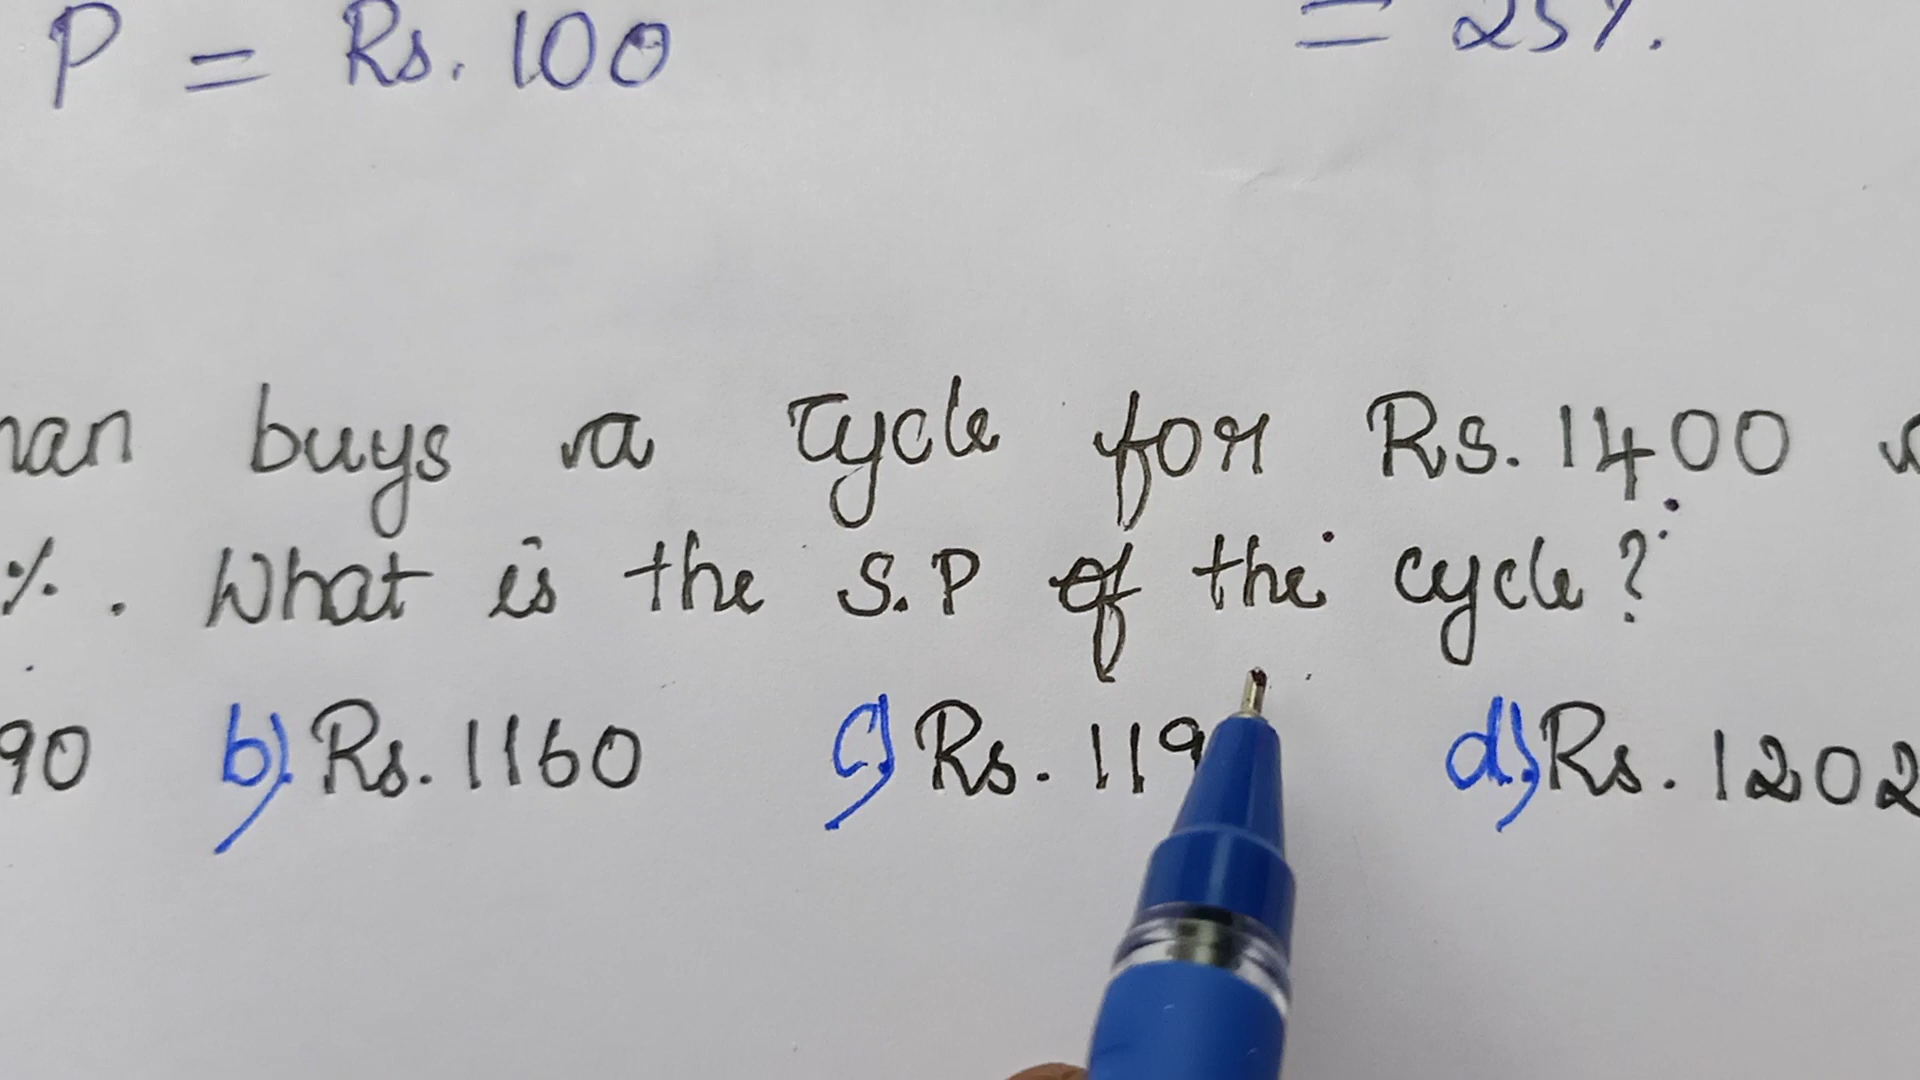 P = Rs. 100 = 25%.
buys a cycle for Rs. 1400
%. What is the S.P of the cycle?
90 b) Rs. 1160 c) Rs. 119 d) Rs. 1202